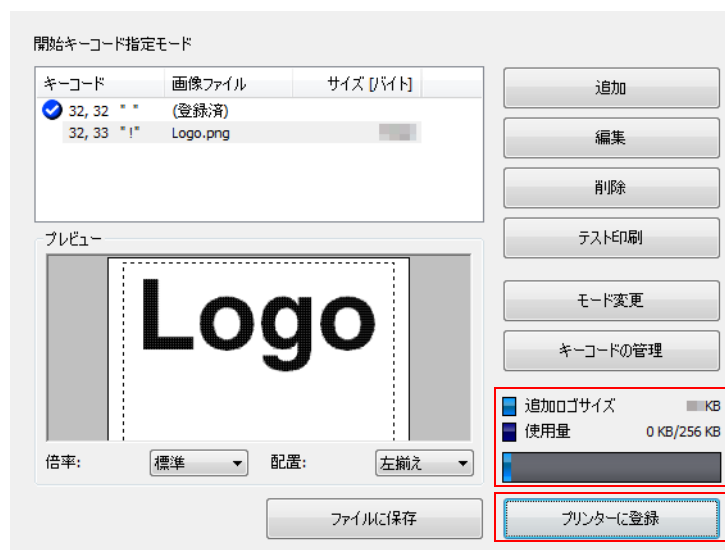 開始キーコード指定モード
キーコード 画像ファイル サイズ [バイト]
32, 32 " " (登録済)
32, 33 "!" Logo.png
追加
編集
削除
テスト印刷
モード変更
キーコードの管理
プレビュー
Logo
倍率: 標準 配置: 左揃え
追加ロゴサイズ KB
使用量 0 KB/256 KB
ファイルに保存
プリンターに登録